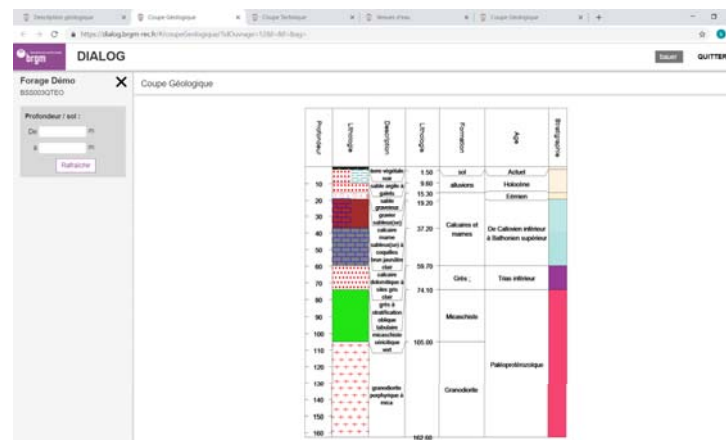 Description géologique
Coupe Géologique
Coupe Technique
Venues d'eau
Coupe Géologique
brgm
DIALOG
QUITTER
Forage Démo
BSS003QTEO
Coupe Géologique
Profondeur / sol :
De m
à m
Rafraîchir
Profondeur
Lithologie
Description
Lithologie
Formation
Age
Stratigraphie
terre végétale
noir
sable argile à
galets
sable
graveleux
gravier
sableux(se)
calcaire
marne
sableux(se) à
coquilles
brun jaunâtre
clair
calcaire
dolomitique à
silex gris
clair
grès à
stratification
oblique
tabulaire
micaschiste
séricitique
vert
granodiorite
porphyrique à
mica
10
20
30
40
50
60
70
80
90
100
110
120
130
140
150
160
1.50
9.60
15.30
19.20
37.20
59.70
74.10
105.00
162.00
sol
alluvions
Calcaires et
marnes
Grès ;
Micaschiste
Granodiorite
Actuel
Holocène
Eémien
De Callovien inférieur
à Bathonien supérieur
Trias inférieur
Paléoprotérozoïque